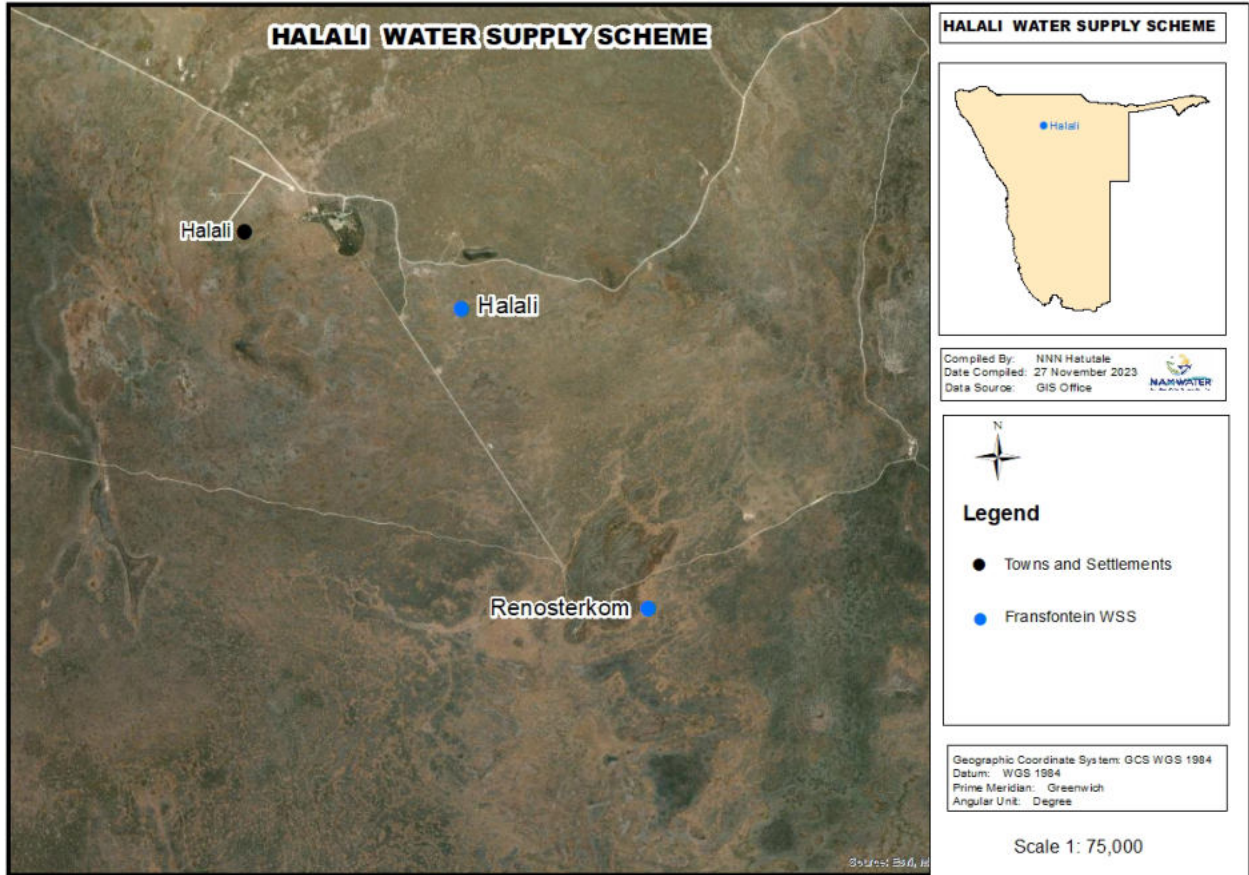 HALALI WATER SUPPLY SCHEME
Halali
Halali
Renosterkom
Source: Esri, M
HALALI WATER SUPPLY SCHEME
Halali
Compiled By: NNN Hatutale
Date Compiled: 27 November 2023
Data Source: GIS Office
NAMWATER
N
Legend
Towns and Settlements
Fransfontein WSS
Geographic Coordinate System: GCS WGS 1984
Datum: WGS 1984
Prime Meridian: Greenwich
Angular Unit: Degree
Scale 1: 75,000